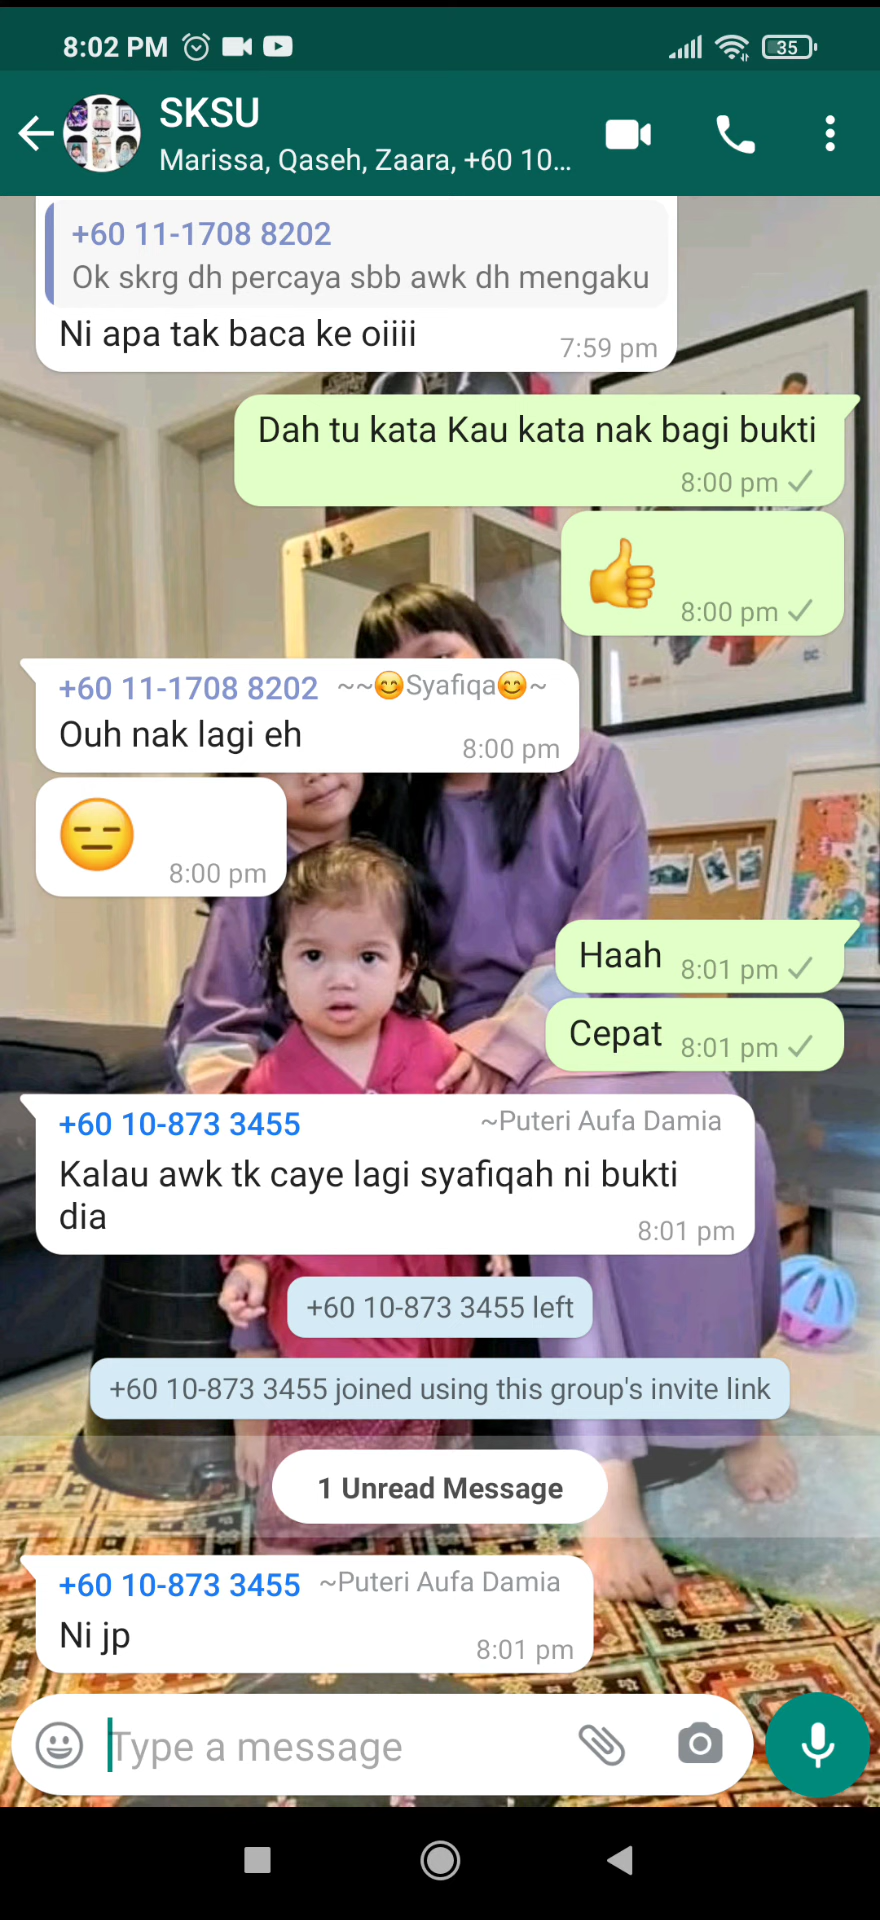 8:02 PM
35
SKSU
Marissa, Qaseh, Zaara, +60 10...
+60 11-1708 8202
Ok skrg dh percaya sbb awk dh mengaku
Ni apa tak baca ke oiiii
7:59 pm
Dah tu kata Kau kata nak bagi bukti
8:00 pm
8:00 pm
+60 11-1708 8202 ~~😊Syafiqa😊~
Ouh nak lagi eh
8:00 pm
8:00 pm
Haah 8:01 pm
Cepat 8:01 pm
+60 10-873 3455 ~Puteri Aufa Damia
Kalau awk tk caye lagi syafiqah ni bukti
dia
8:01 pm
+60 10-873 3455 left
+60 10-873 3455 joined using this group's invite link
1 Unread Message
+60 10-873 3455 ~Puteri Aufa Damia
Ni jp
8:01 pm
Type a message